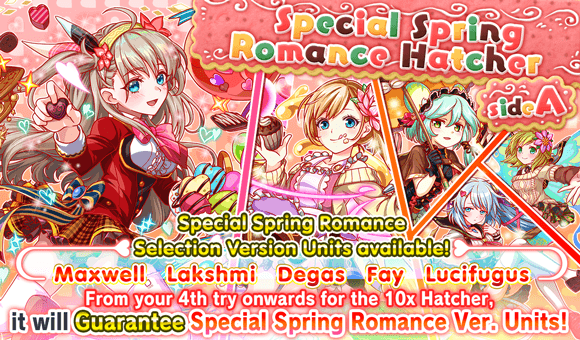 Special Spring
Romance Hatcher
sideA
Special Spring Romance
Selection Version Units available!
Maxwell Lakshmi Degas Fay Lucifugus
From your 4th try onwards for the 10x Hatcher,
it will Guarantee Special Spring Romance Ver. Units!